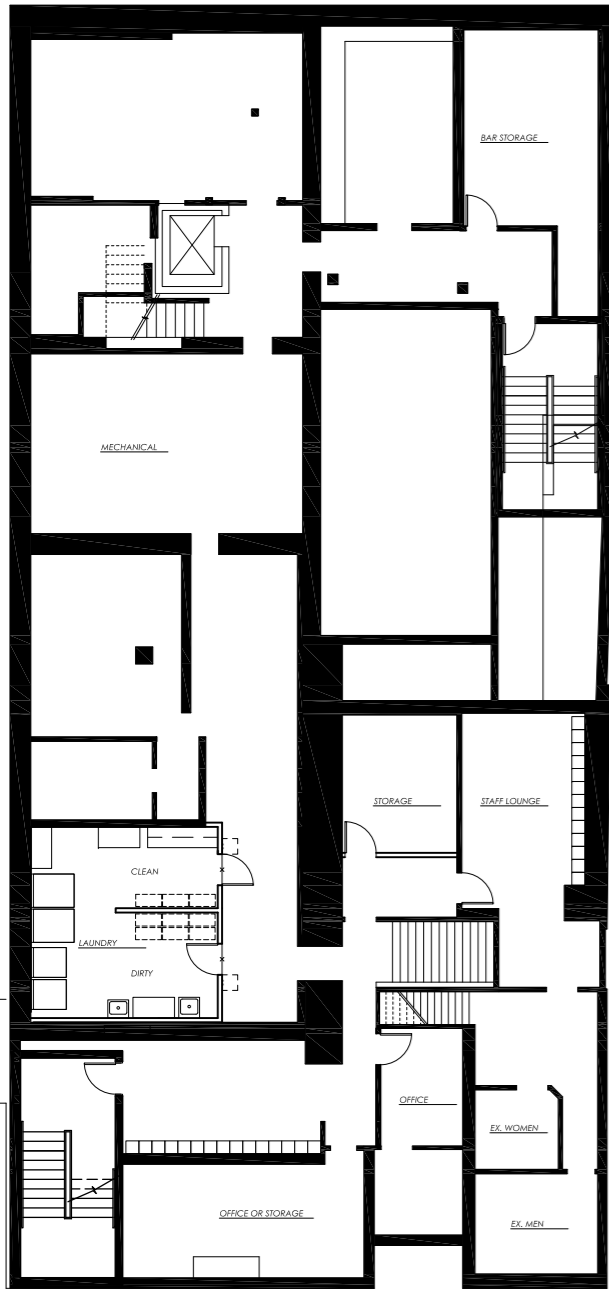 BAR STORAGE
MECHANICAL
STORAGE
STAFF LOUNGE
CLEAN
LAUNDRY
DIRTY
OFFICE
EX. WOMEN
OFFICE OR STORAGE
EX. MEN